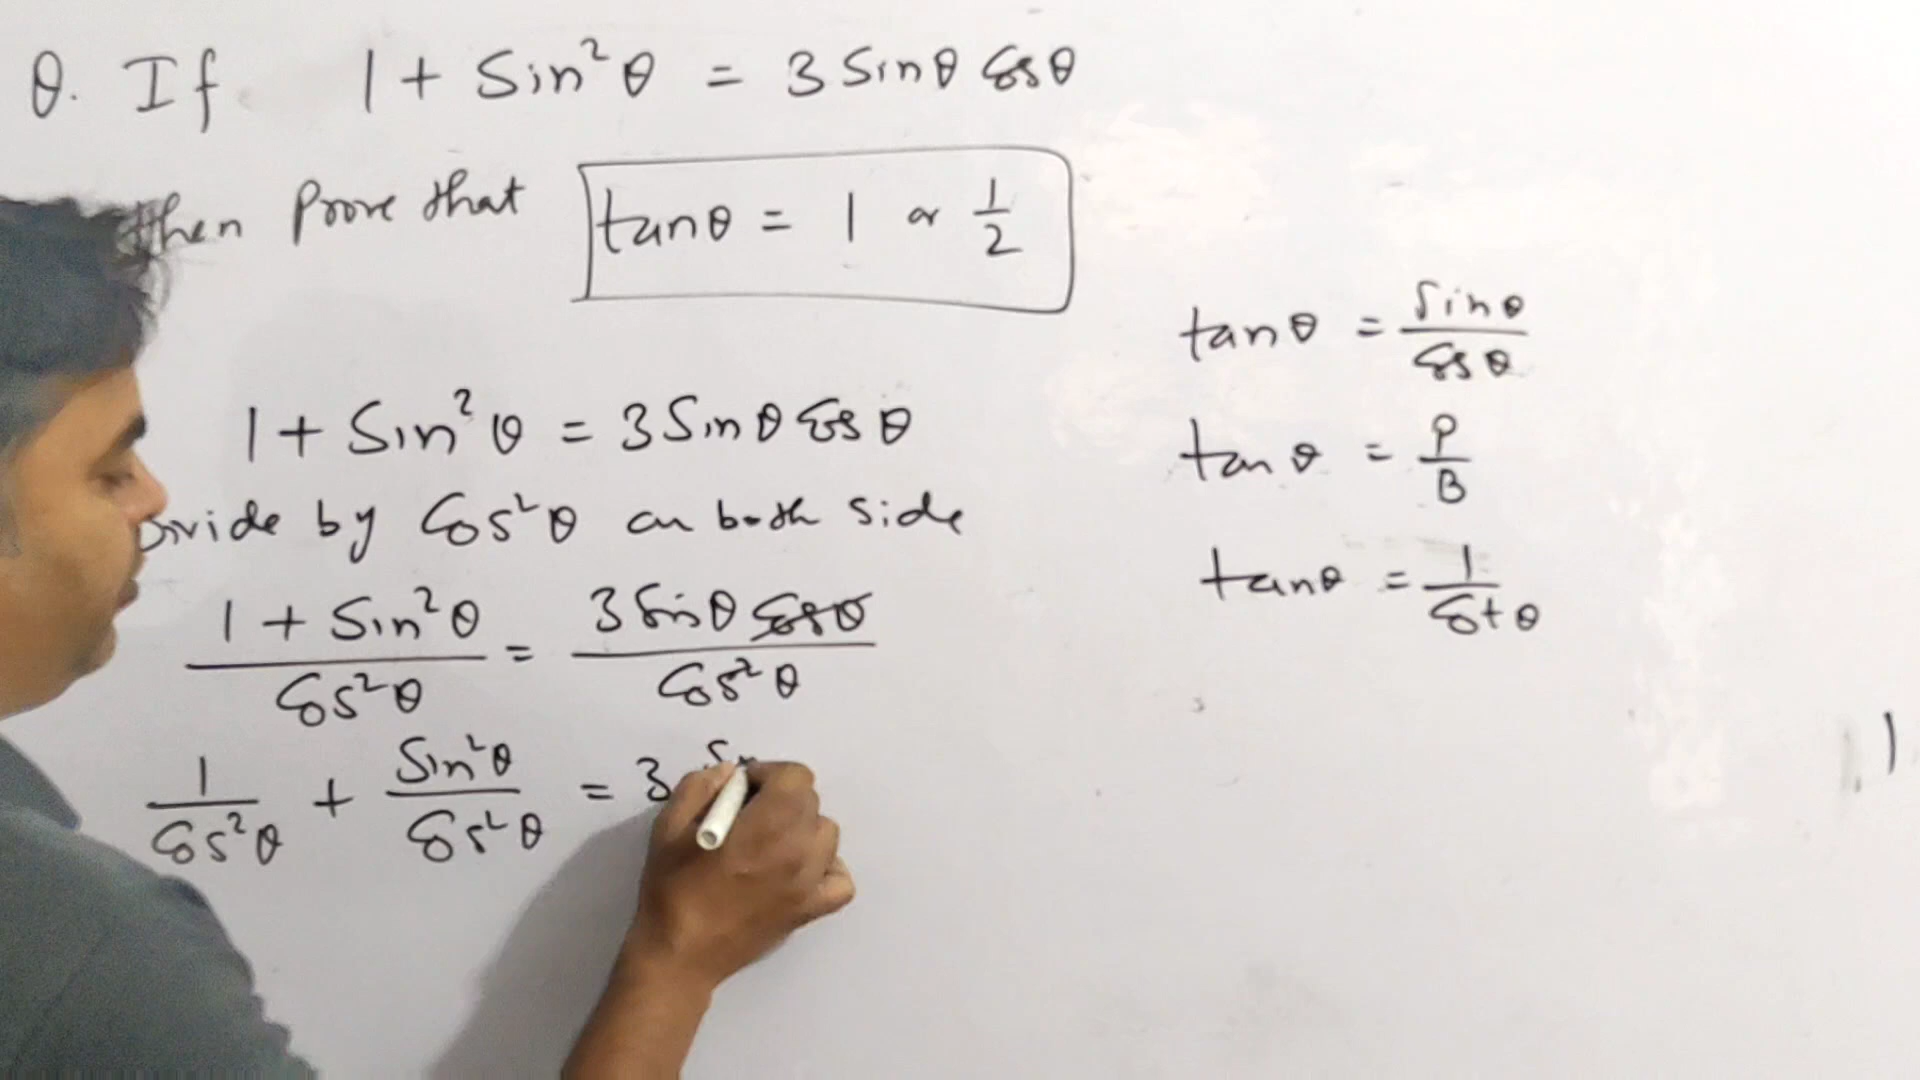 Q. If 1 + Sin²θ = 3 Sinθ Cosθ
then Prove that tanθ = 1 or 1/2
1 + Sin²θ = 3 Sinθ Cosθ
Divide by Cos²θ on both side
(1 + Sin²θ)/Cos²θ = (3 Sinθ Cosθ)/Cos²θ
1/Cos²θ + Sin²θ/Cos²θ = 3 Sin
tanθ = Sinθ/Cosθ
tanθ = P/B
tanθ = 1/Cotθ